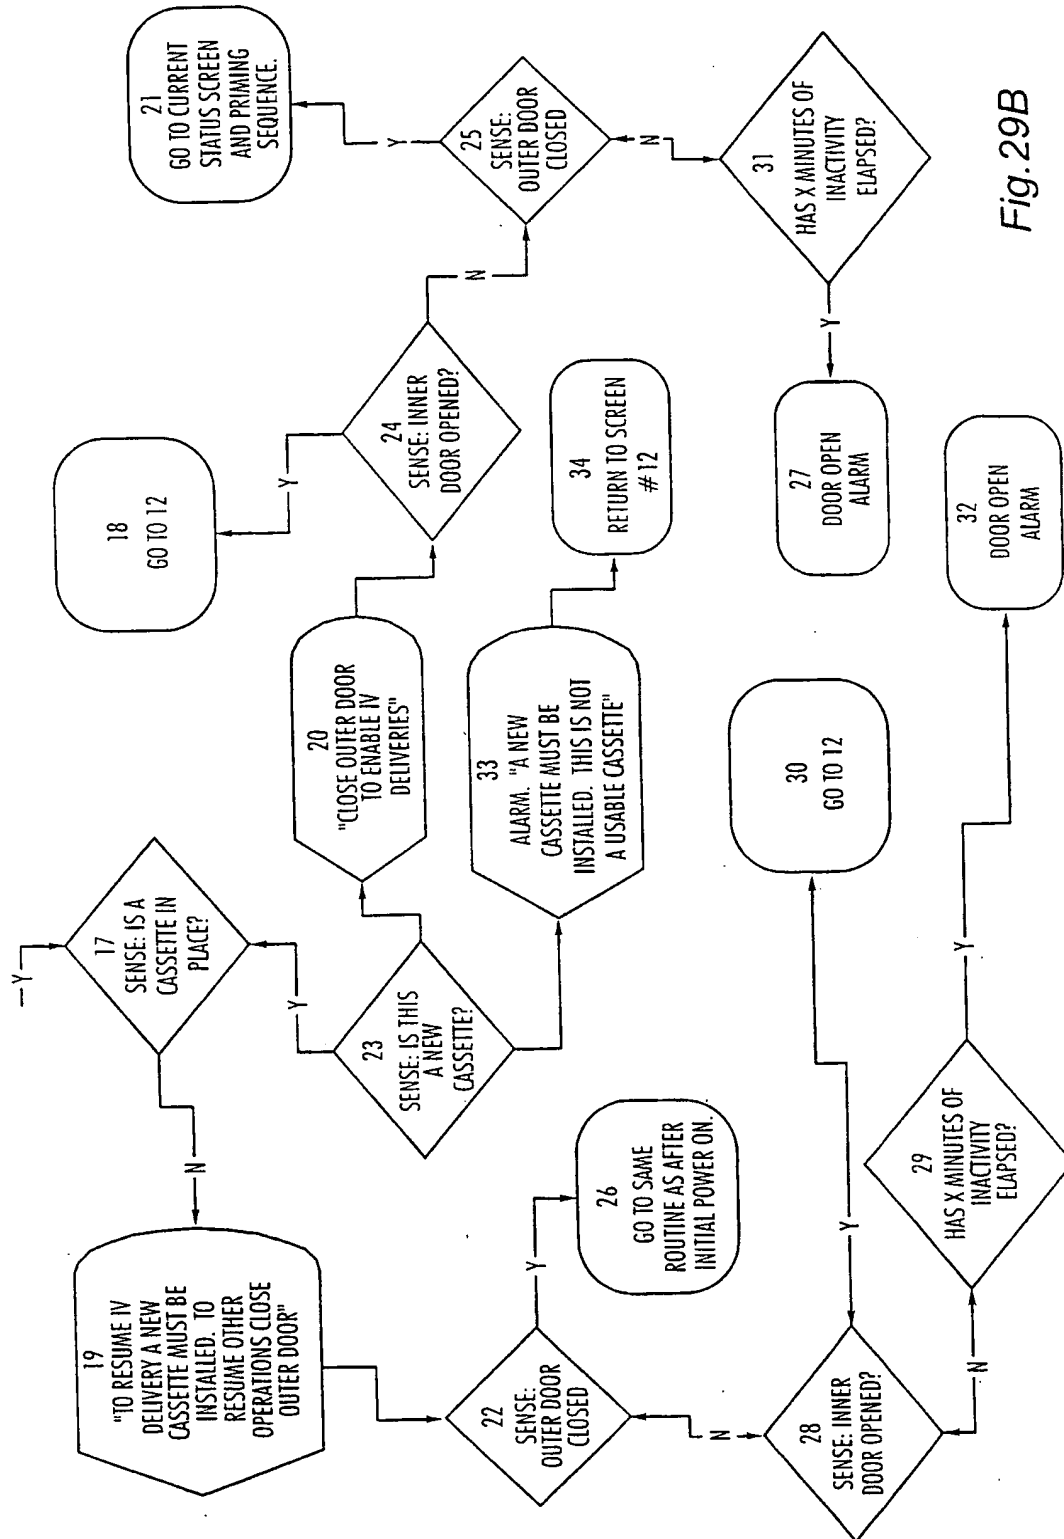 Y
17
SENSE: IS A
CASSETTE IN
PLACE?
N
Y
19
"TO RESUME IV
DELIVERY A NEW
CASSETTE MUST BE
INSTALLED. TO
RESUME OTHER
OPERATIONS CLOSE
OUTER DOOR"
23
SENSE: IS THIS
A NEW
CASSETTE?
20
"CLOSE OUTER DOOR
TO ENABLE IV
DELIVERIES"
18
GO TO 12
Y
24
SENSE: INNER
DOOR OPENED?
N
21
GO TO CURRENT
STATUS SCREEN
AND PRIMING
SEQUENCE.
Y
25
SENSE:
OUTER DOOR
CLOSED
N
22
SENSE:
OUTER DOOR
CLOSED
Y
N
26
GO TO SAME
ROUTINE AS AFTER
INITIAL POWER ON.
33
ALARM. "A NEW
CASSETTE MUST BE
INSTALLED. THIS IS NOT
A USABLE CASSETTE"
34
RETURN TO SCREEN
#12
31
HAS X MINUTES OF
INACTIVITY
ELAPSED?
Y
27
DOOR OPEN
ALARM
28
SENSE: INNER
DOOR OPENED?
Y
N
30
GO TO 12
29
HAS X MINUTES OF
INACTIVITY
ELAPSED?
Y
32
DOOR OPEN
ALARM
Fig.29B